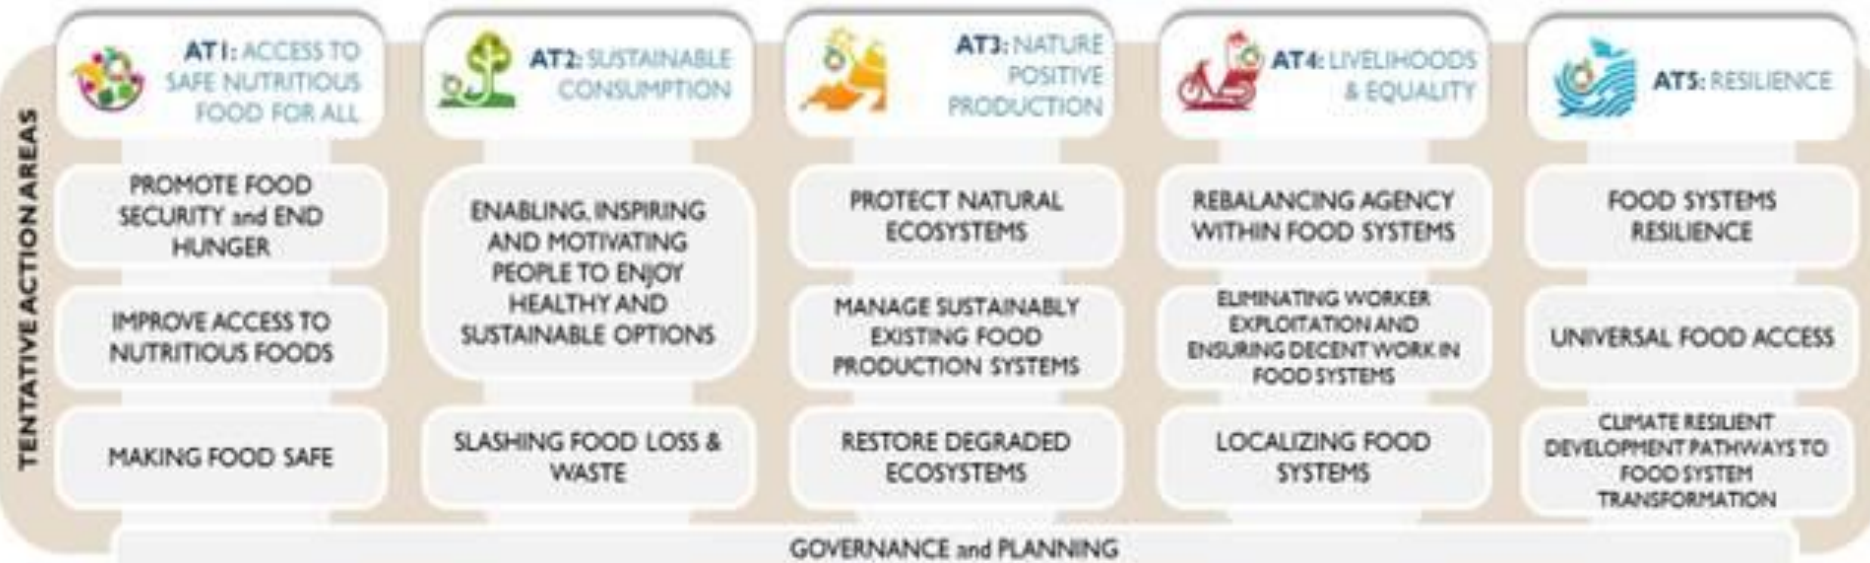 TENTATIVE ACTION AREAS
AT1: ACCESS TO
SAFE NUTRITIOUS
FOOD FOR ALL
PROMOTE FOOD
SECURITY and END
HUNGER
IMPROVE ACCESS TO
NUTRITIOUS FOODS
MAKING FOOD SAFE
AT2: SUSTAINABLE
CONSUMPTION
ENABLING, INSPIRING
AND MOTIVATING
PEOPLE TO ENJOY
HEALTHY AND
SUSTAINABLE OPTIONS
SLASHING FOOD LOSS &
WASTE
AT3: NATURE
POSITIVE
PRODUCTION
PROTECT NATURAL
ECOSYSTEMS
MANAGE SUSTAINABLY
EXISTING FOOD
PRODUCTION SYSTEMS
RESTORE DEGRADED
ECOSYSTEMS
AT4: LIVELIHOODS
& EQUALITY
REBALANCING AGENCY
WITHIN FOOD SYSTEMS
ELIMINATING WORKER
EXPLOITATION AND
ENSURING DECENT WORK IN
FOOD SYSTEMS
LOCALIZING FOOD
SYSTEMS
AT5: RESILIENCE
FOOD SYSTEMS
RESILIENCE
UNIVERSAL FOOD ACCESS
CLIMATE RESILIENT
DEVELOPMENT PATHWAYS TO
FOOD SYSTEM
TRANSFORMATION
GOVERNANCE and PLANNING